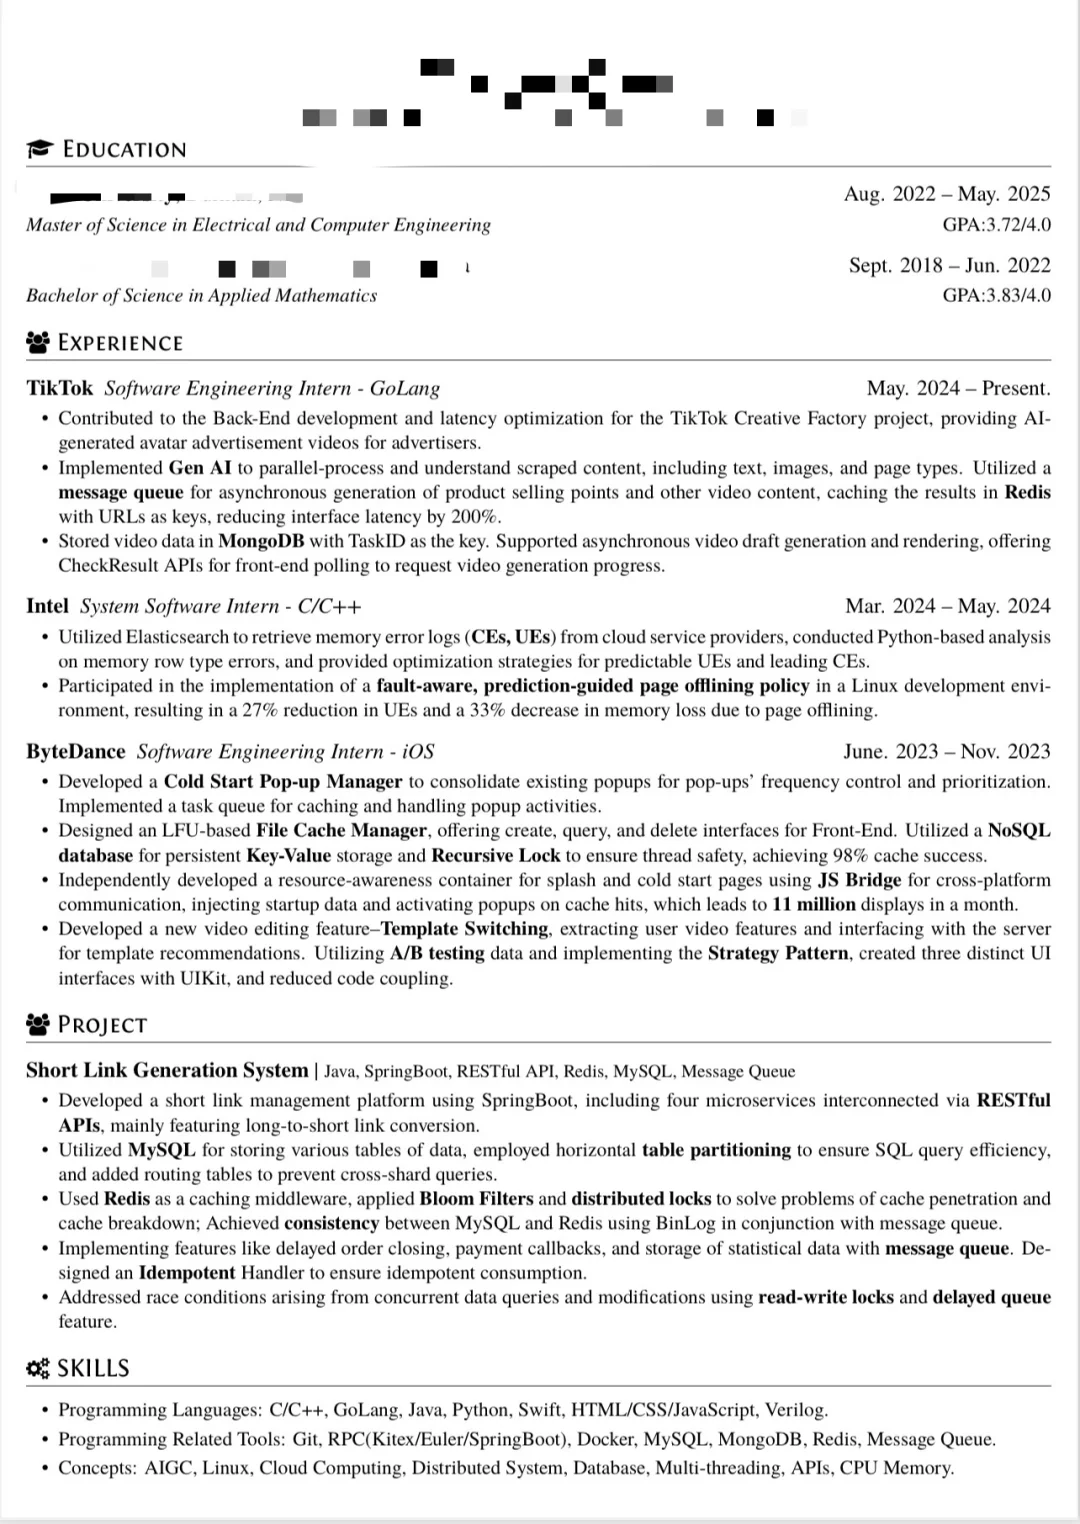 EDUCATION
Aug. 2022 – May. 2025
Master of Science in Electrical and Computer Engineering GPA:3.72/4.0
Sept. 2018 – Jun. 2022
Bachelor of Science in Applied Mathematics GPA:3.83/4.0
EXPERIENCE
TikTok Software Engineering Intern - GoLang May. 2024 – Present.
• Contributed to the Back-End development and latency optimization for the TikTok Creative Factory project, providing AI-
generated avatar advertisement videos for advertisers.
• Implemented Gen AI to parallel-process and understand scraped content, including text, images, and page types. Utilized a
message queue for asynchronous generation of product selling points and other video content, caching the results in Redis
with URLs as keys, reducing interface latency by 200%.
• Stored video data in MongoDB with TaskID as the key. Supported asynchronous video draft generation and rendering, offering
CheckResult APIs for front-end polling to request video generation progress.
Intel System Software Intern - C/C++ Mar. 2024 – May. 2024
• Utilized Elasticsearch to retrieve memory error logs (CEs, UEs) from cloud service providers, conducted Python-based analysis
on memory row type errors, and provided optimization strategies for predictable UEs and leading CEs.
• Participated in the implementation of a fault-aware, prediction-guided page offlining policy in a Linux development envi-
ronment, resulting in a 27% reduction in UEs and a 33% decrease in memory loss due to page offlining.
ByteDance Software Engineering Intern - iOS June. 2023 – Nov. 2023
• Developed a Cold Start Pop-up Manager to consolidate existing popups for pop-ups' frequency control and prioritization.
Implemented a task queue for caching and handling popup activities.
• Designed an LFU-based File Cache Manager, offering create, query, and delete interfaces for Front-End. Utilized a NoSQL
database for persistent Key-Value storage and Recursive Lock to ensure thread safety, achieving 98% cache success.
• Independently developed a resource-awareness container for splash and cold start pages using JS Bridge for cross-platform
communication, injecting startup data and activating popups on cache hits, which leads to 11 million displays in a month.
• Developed a new video editing feature–Template Switching, extracting user video features and interfacing with the server
for template recommendations. Utilizing A/B testing data and implementing the Strategy Pattern, created three distinct UI
interfaces with UIKit, and reduced code coupling.
PROJECT
Short Link Generation System | Java, SpringBoot, RESTful API, Redis, MySQL, Message Queue
• Developed a short link management platform using SpringBoot, including four microservices interconnected via RESTful
APIs, mainly featuring long-to-short link conversion.
• Utilized MySQL for storing various tables of data, employed horizontal table partitioning to ensure SQL query efficiency,
and added routing tables to prevent cross-shard queries.
• Used Redis as a caching middleware, applied Bloom Filters and distributed locks to solve problems of cache penetration and
cache breakdown; Achieved consistency between MySQL and Redis using BinLog in conjunction with message queue.
• Implementing features like delayed order closing, payment callbacks, and storage of statistical data with message queue. De-
signed an Idempotent Handler to ensure idempotent consumption.
• Addressed race conditions arising from concurrent data queries and modifications using read-write locks and delayed queue
feature.
SKILLS
• Programming Languages: C/C++, GoLang, Java, Python, Swift, HTML/CSS/JavaScript, Verilog.
• Programming Related Tools: Git, RPC(Kitex/Euler/SpringBoot), Docker, MySQL, MongoDB, Redis, Message Queue.
• Concepts: AIGC, Linux, Cloud Computing, Distributed System, Database, Multi-threading, APIs, CPU Memory.